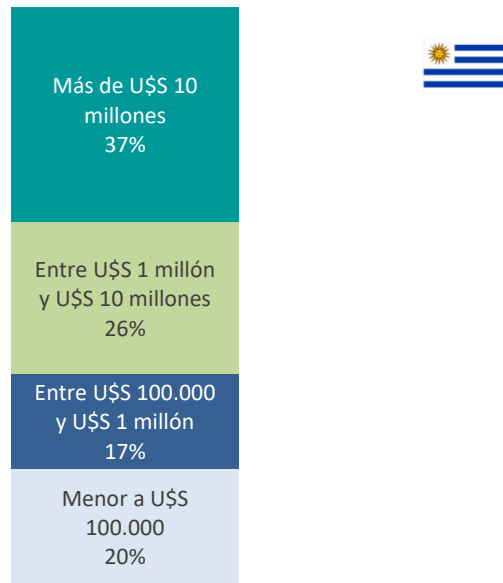 Más de U$S 10
millones
37%
Entre U$S 1 millón
y U$S 10 millones
26%
Entre U$S 100.000
y U$S 1 millón
17%
Menor a U$S
100.000
20%